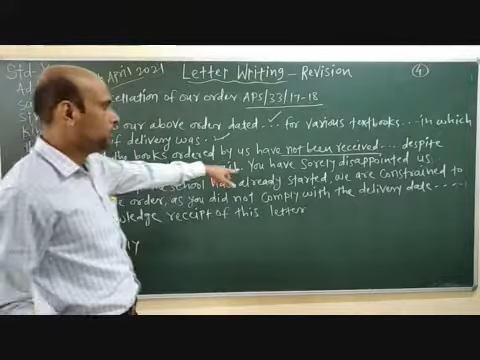 Std-X
April 2021
Letter Writing - Revision
4
Ad
cellation of our order APS/33/17-18
s our above order dated ... ✓ for various textbooks ... in which
of delivery was. ✓
the books ordered by us have not been received... despite
You have Sorely disappointed us.
school has already started, we are constrained to
e order, as you did not comply with the delivery date .....
wledge receipt of this letter